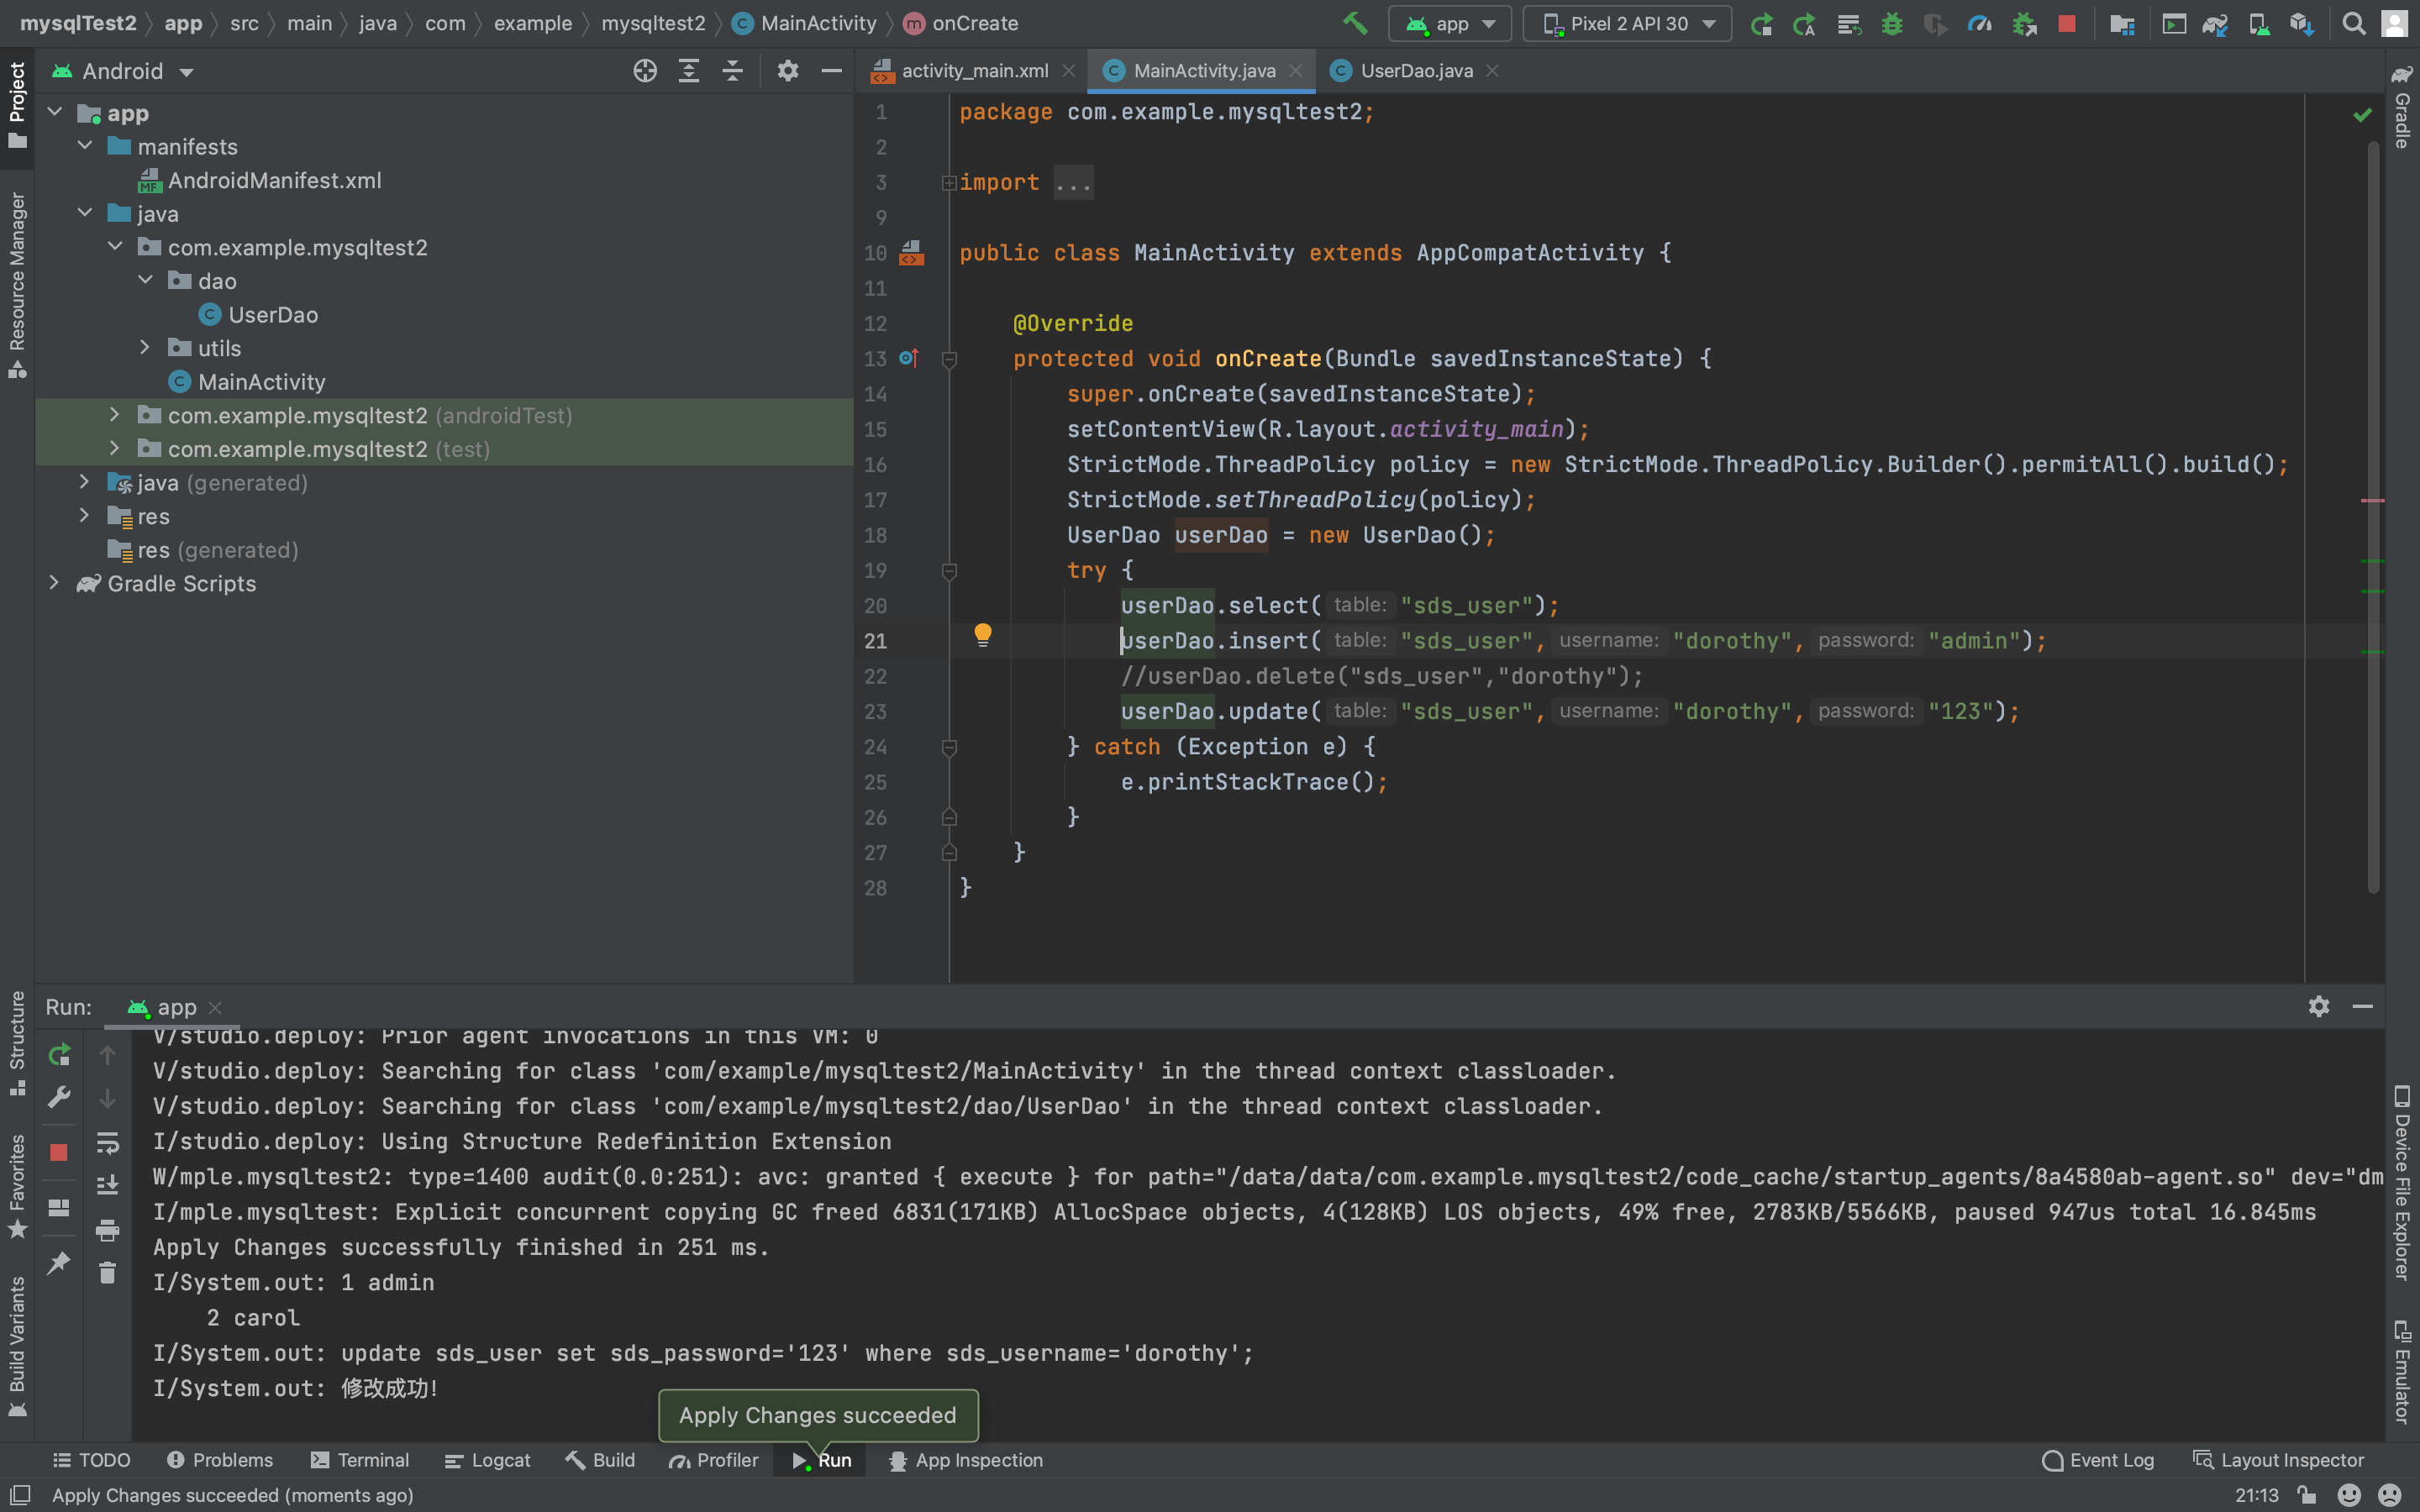 mysqlTest2 app src main java com example mysqltest2 MainActivity onCreate
app Pixel 2 API 30
Project
Resource Manager
Structure
Favorites
Build Variants
Android
app
manifests
AndroidManifest.xml
java
com.example.mysqltest2
dao
UserDao
utils
MainActivity
com.example.mysqltest2 (androidTest)
com.example.mysqltest2 (test)
java (generated)
res
res (generated)
Gradle Scripts
activity_main.xml MainActivity.java UserDao.java
1 package com.example.mysqltest2;
2
3 import ...
9
10 public class MainActivity extends AppCompatActivity {
11
12 @Override
13 protected void onCreate(Bundle savedInstanceState) {
14 super.onCreate(savedInstanceState);
15 setContentView(R.layout.activity_main);
16 StrictMode.ThreadPolicy policy = new StrictMode.ThreadPolicy.Builder().permitAll().build();
17 StrictMode.setThreadPolicy(policy);
18 UserDao userDao = new UserDao();
19 try {
20 userDao.select( table: "sds_user");
21 userDao.insert( table: "sds_user", username: "dorothy", password: "admin");
22 //userDao.delete("sds_user","dorothy");
23 userDao.update( table: "sds_user", username: "dorothy", password: "123");
24 } catch (Exception e) {
25 e.printStackTrace();
26 }
27 }
28 }
Gradle
Device File Explorer
Emulator
Run: app
V/studio.deploy: Prior agent invocations in this VM: 0
V/studio.deploy: Searching for class 'com/example/mysqltest2/MainActivity' in the thread context classloader.
V/studio.deploy: Searching for class 'com/example/mysqltest2/dao/UserDao' in the thread context classloader.
I/studio.deploy: Using Structure Redefinition Extension
W/mple.mysqltest2: type=1400 audit(0.0:251): avc: granted { execute } for path="/data/data/com.example.mysqltest2/code_cache/startup_agents/8a4580ab-agent.so" dev="dm
I/mple.mysqltest: Explicit concurrent copying GC freed 6831(171KB) AllocSpace objects, 4(128KB) LOS objects, 49% free, 2783KB/5566KB, paused 947us total 16.845ms
Apply Changes successfully finished in 251 ms.
I/System.out: 1 admin
2 carol
I/System.out: update sds_user set sds_password='123' where sds_username='dorothy';
I/System.out: 修改成功!
Apply Changes succeeded
TODO Problems Terminal Logcat Build Profiler Run App Inspection Event Log Layout Inspector
Apply Changes succeeded (moments ago) 21:13